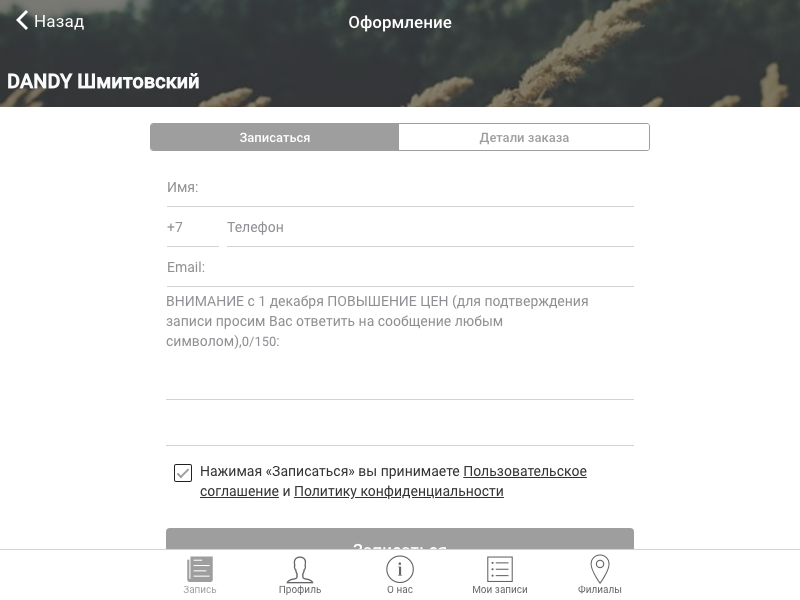 Назад
Оформление
DANDY Шмитовский
Записаться
Детали заказа
Имя:
+7
Телефон
Email:
ВНИМАНИЕ с 1 декабря ПОВЫШЕНИЕ ЦЕН (для подтверждения
записи просим Вас ответить на сообщение любым
символом),0/150:
Нажимая «Записаться» вы принимаете Пользовательское
соглашение и Политику конфиденциальности
Записаться
Запись
Профиль
О нас
Мои записи
Филиалы